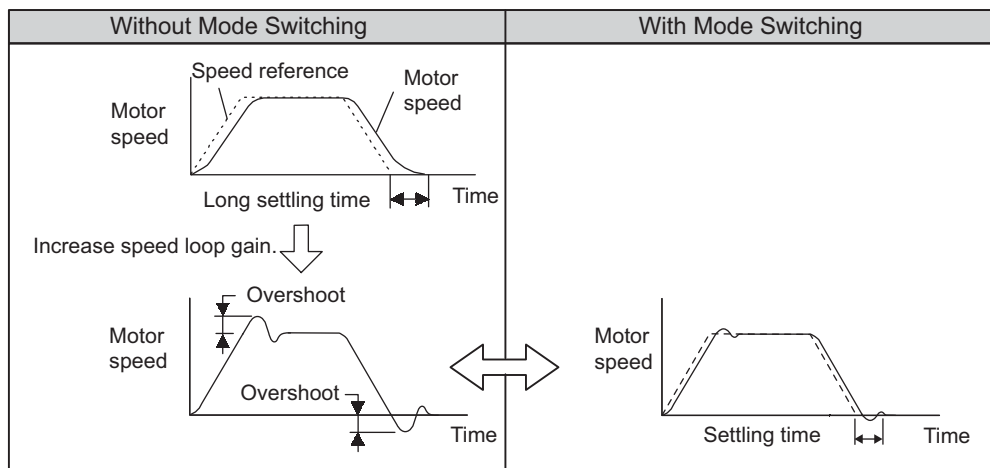 Without Mode Switching
With Mode Switching
Speed reference
Motor
speed
Motor
speed
Long settling time
Time
Increase speed loop gain.
Overshoot
Motor
speed
Overshoot
Time
Motor
speed
Settling time
Time